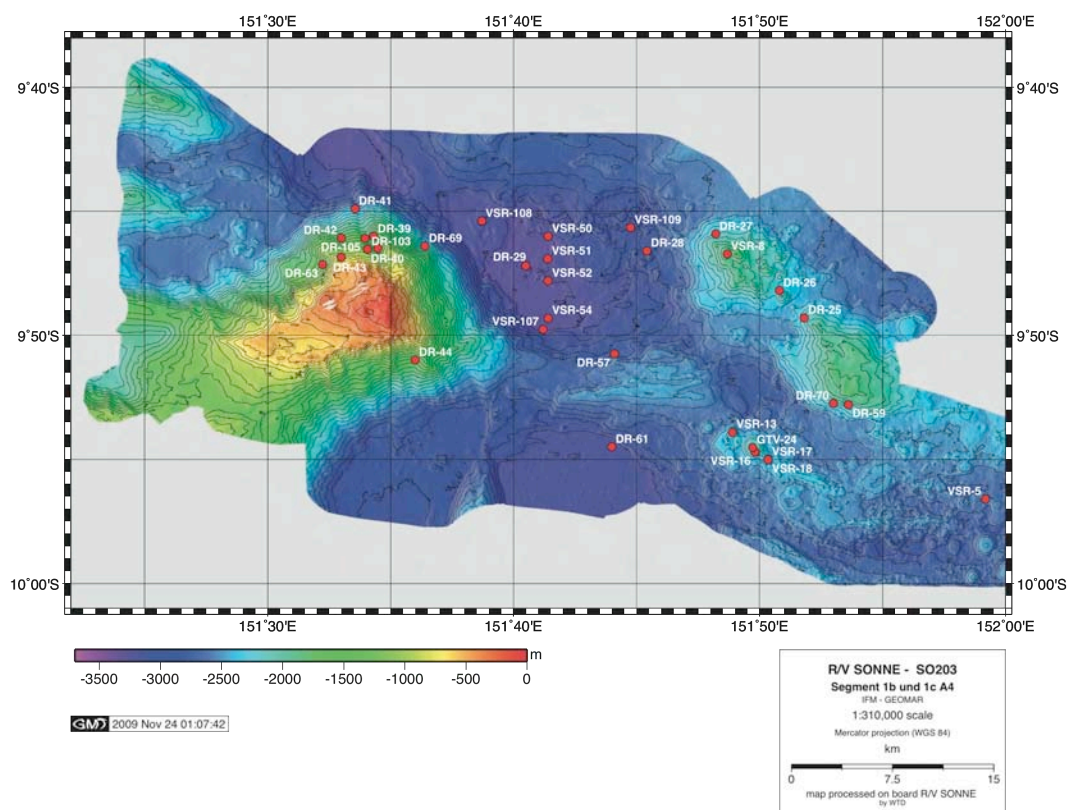 151°30'E 151°40'E 151°50'E 152°00'E
9°40'S 9°40'S
DR-41
VSR-108
DR-42 DR-39
VSR-50 VSR-109 DR-27
DR-105 DR-103 DR-69
DR-28 VSR-8
DR-63 DR-43 DR-40
DR-29 VSR-51
VSR-52
DR-26
VSR-54 DR-25
VSR-107
9°50'S 9°50'S
DR-44 DR-57
DR-70 DR-59
VSR-13
DR-61 GTV-24
VSR-16 VSR-17
VSR-18
VSR-5
10°00'S 10°00'S
151°30'E 151°40'E 151°50'E 152°00'E
m
-3500 -3000 -2500 -2000 -1500 -1000 -500 0
GMT 2009 Nov 24 01:07:42
R/V SONNE - SO203
Segment 1b und 1c A4
IFM - GEOMAR
1:310,000 scale
Mercator projection (WGS 84)
km
0 7.5 15
map processed on board R/V SONNE
by WTD